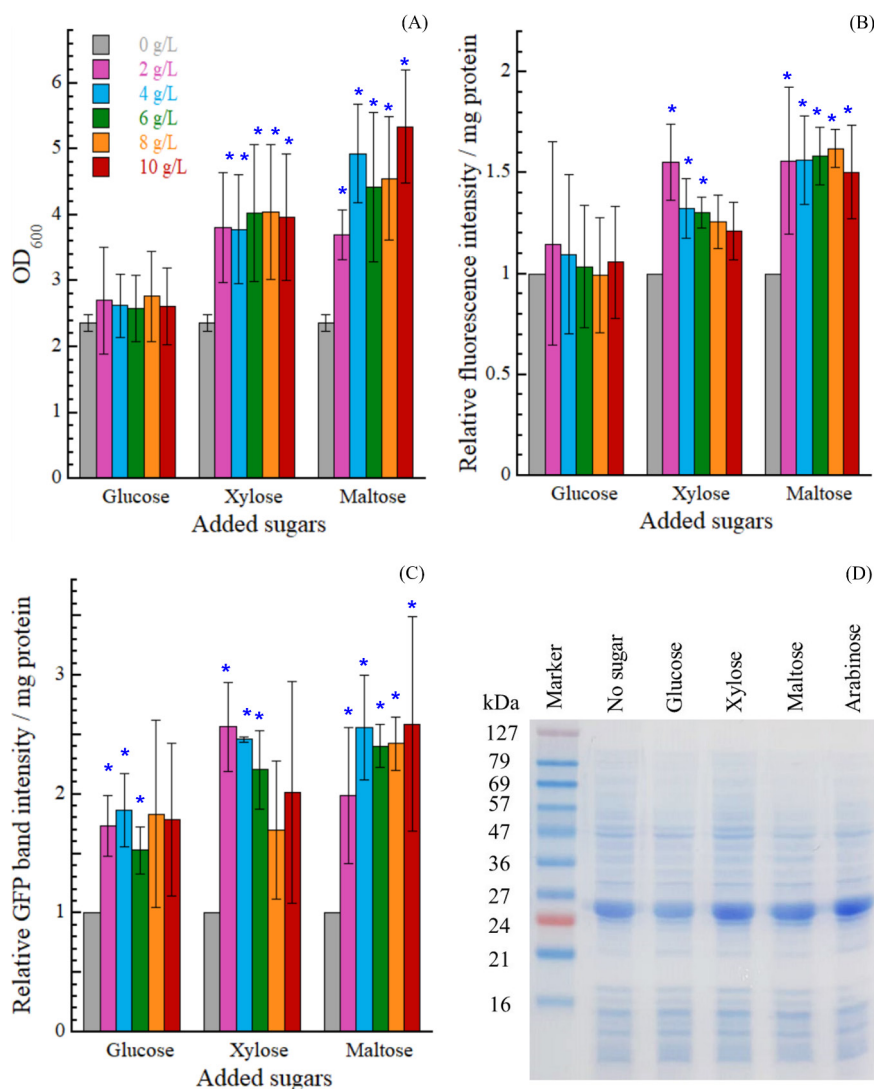 (A)
0 g/L
2 g/L
4 g/L
6 g/L
8 g/L
10 g/L
6
5
4
3
2
1
0
OD600
* * * * * * * * * *
Glucose Xylose Maltose
Added sugars
(B)
2
1.5
1
0.5
0
Relative fluorescence intensity / mg protein
* * * * * * * *
Glucose Xylose Maltose
Added sugars
(C)
3
2
1
0
Relative GFP band intensity / mg protein
* * * * * * * * * * *
Glucose Xylose Maltose
Added sugars
(D)
kDa
Marker
No sugar
Glucose
Xylose
Maltose
Arabinose
127
79
69
57
47
36
27
24
21
16